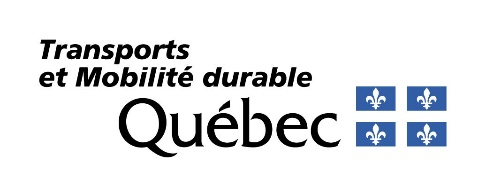 Transports
et Mobilité durable
Québec